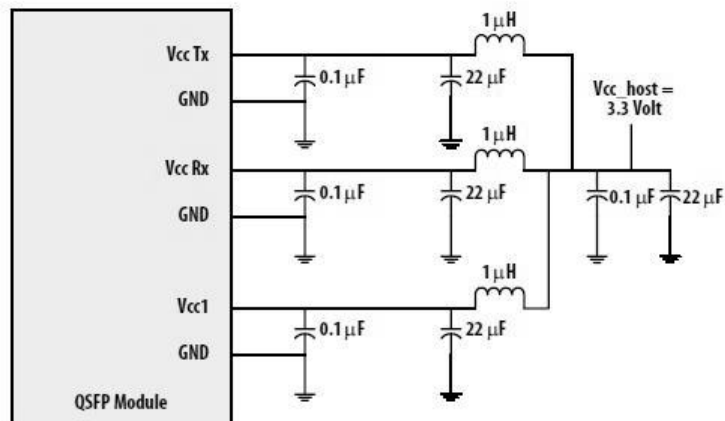 1 μH
Vcc Tx
0.1 μF
22 μF
GND
Vcc_host =
3.3 Volt
1 μH
Vcc Rx
0.1 μF
22 μF
0.1 μF
22 μF
GND
1 μH
Vcc1
0.1 μF
22 μF
GND
QSFP Module